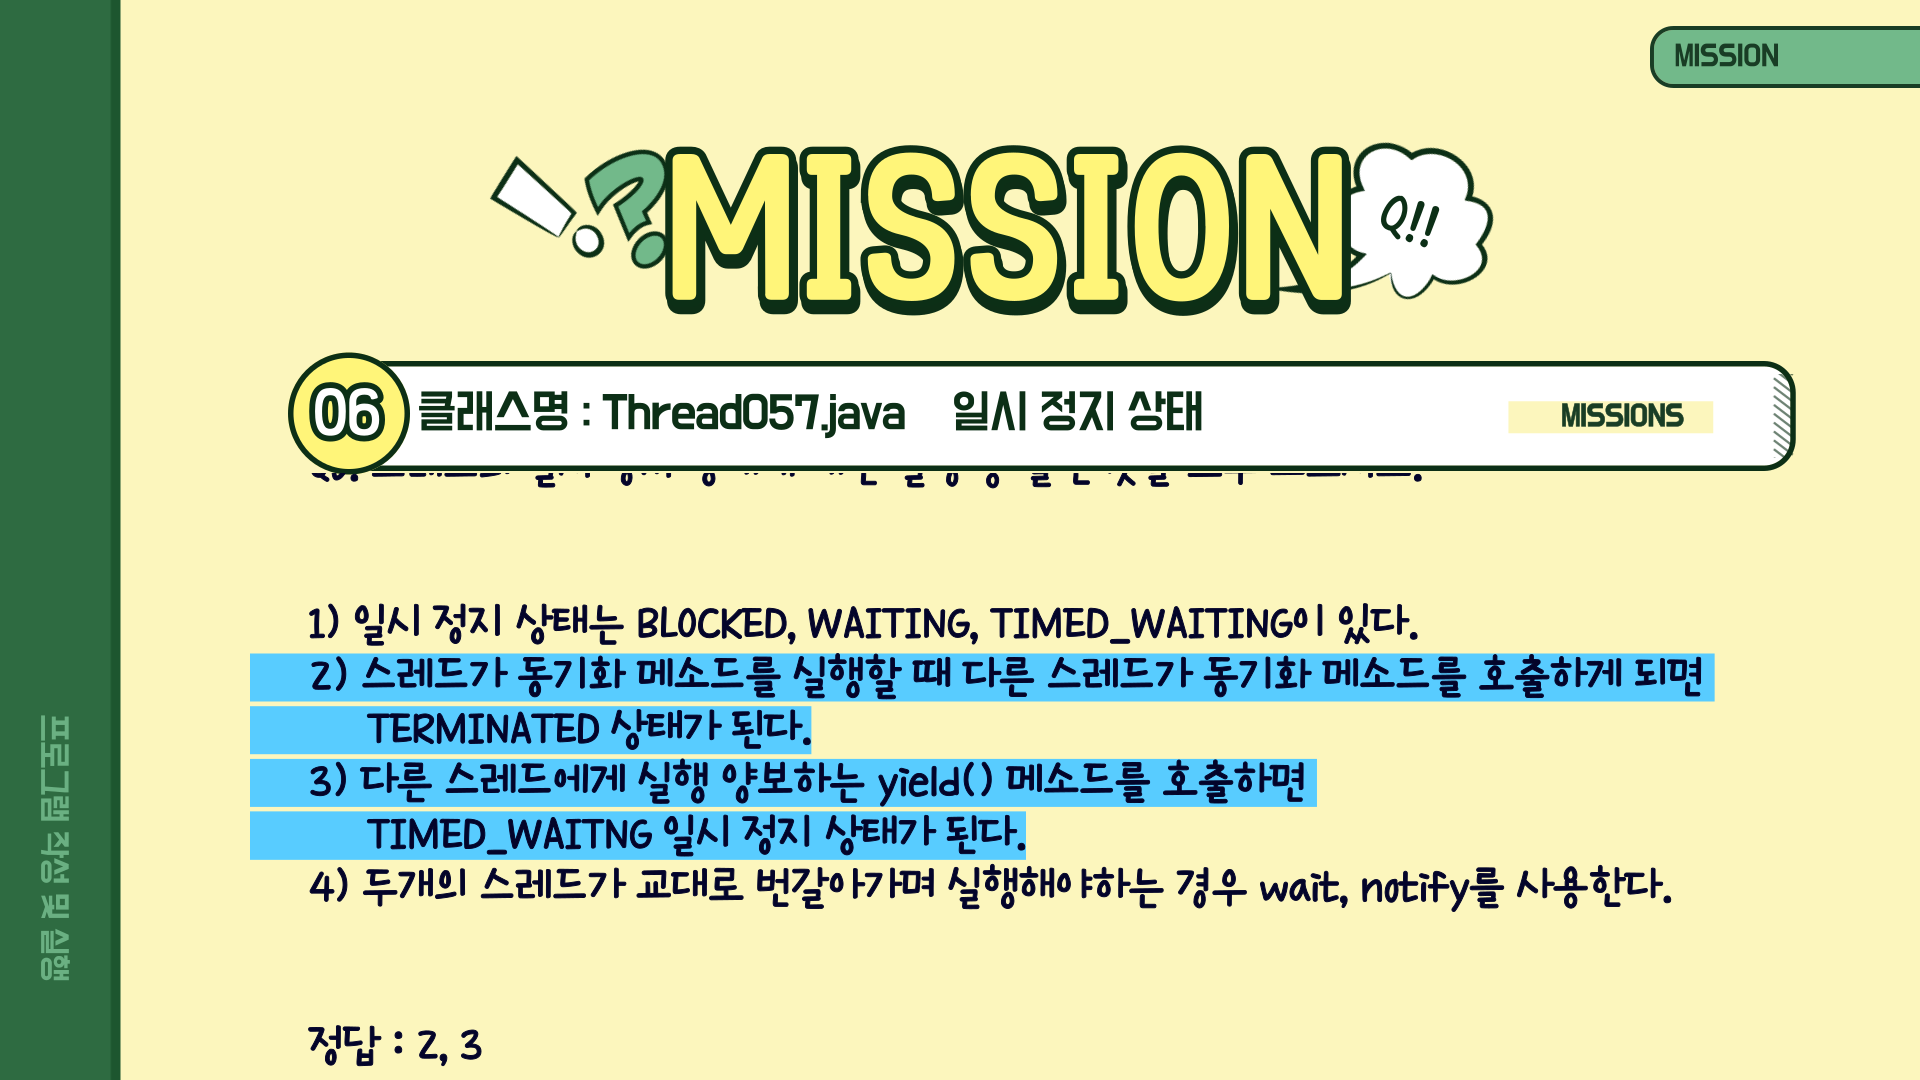 MISSION
!?MISSION
Q!!
06 클래스명 : Thread057.java 일시 정지 상태 MISSIONS
1) 일시 정지 상태는 BLOCKED, WAITING, TIMED_WAITING이 있다.
2) 스레드가 동기화 메소드를 실행할 때 다른 스레드가 동기화 메소드를 호출하게 되면
TERMINATED 상태가 된다.
3) 다른 스레드에게 실행 양보하는 yield() 메소드를 호출하면
TIMED_WAITNG 일시 정지 상태가 된다.
4) 두개의 스레드가 교대로 번갈아가며 실행해야하는 경우 wait, notify를 사용한다.
정답 : 2, 3
프로그램 작성 및 실행